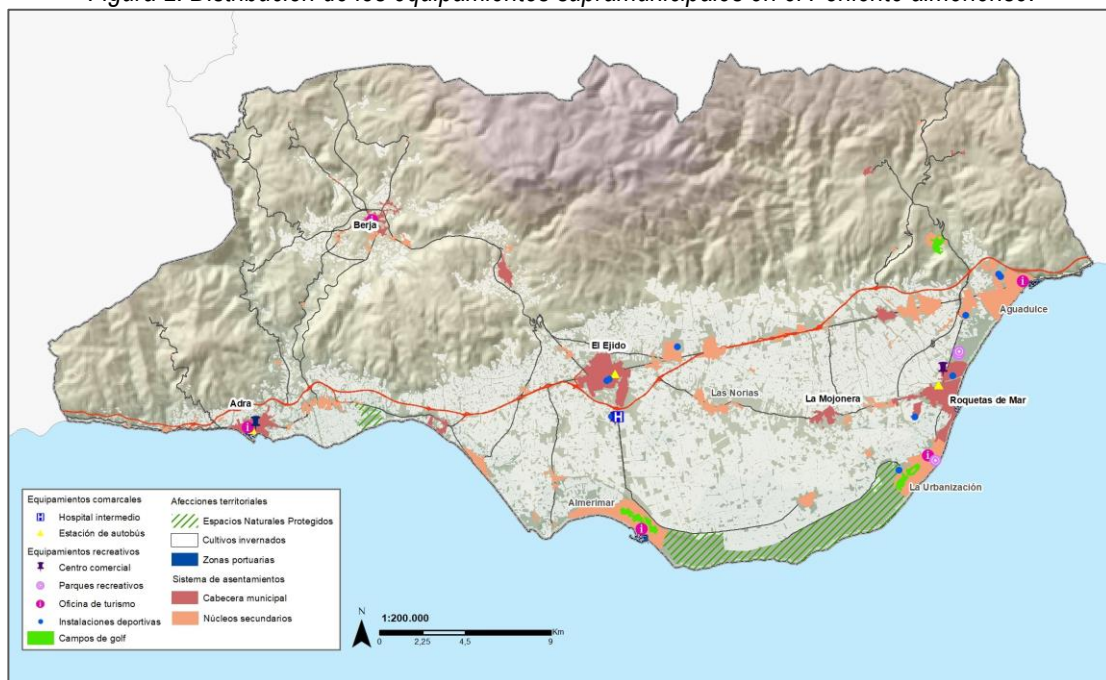 Figura 2. Distribución de los equipamientos supramunicipales en el Poniente almeriense.
Berja
Aguadulce
El Ejido
Las Norias
La Mojonera
Roquetas de Mar
Adra
La Urbanización
Almerimar
Equipamientos comarcales
H Hospital intermedio
Estación de autobús
Equipamientos recreativos
Centro comercial
Parques recreativos
i Oficina de turismo
Instalaciones deportivas
Campos de golf
Afecciones territoriales
Espacios Naturales Protegidos
Cultivos invernados
Zonas portuarias
Sistema de asentamientos
Cabecera municipal
Núcleos secundarios
N
1:200.000
Km
0 2,25 4,5 9